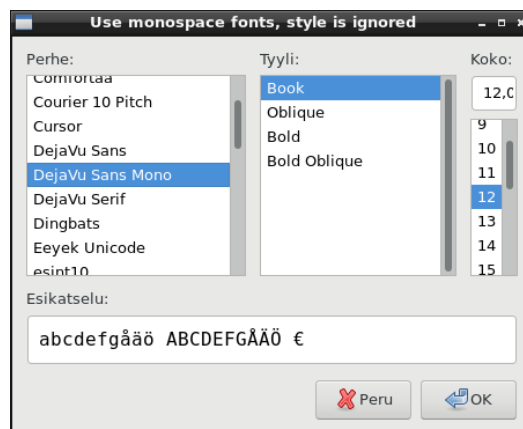 Use monospace fonts, style is ignored
Perhe:
Comfortaa
Courier 10 Pitch
Cursor
DejaVu Sans
DejaVu Sans Mono
DejaVu Serif
Dingbats
Eeyek Unicode
esint10
Tyyli:
Book
Oblique
Bold
Bold Oblique
Koko:
12,0
9
10
11
12
13
14
15
Esikatselu:
abcdefgåäö ABCDEFGÅÄÖ €
Peru
OK